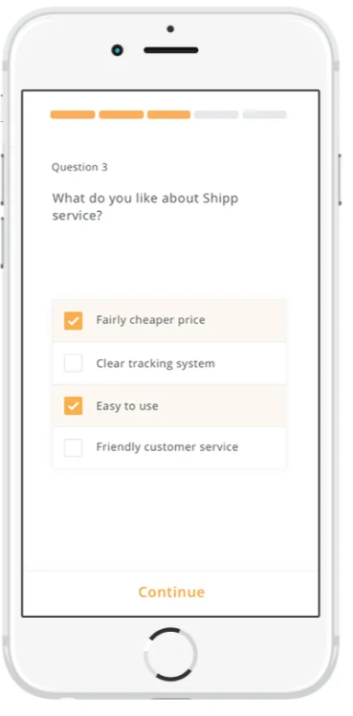 Question 3
What do you like about Shipp
service?
Fairly cheaper price
Clear tracking system
Easy to use
Friendly customer service
Continue